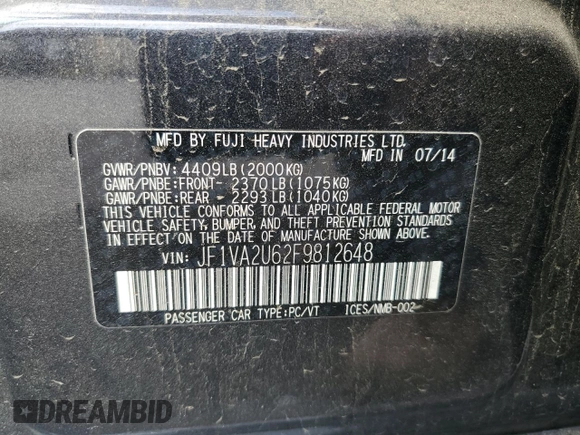 MFD BY FUJI HEAVY INDUSTRIES LTD.
MFD IN 07/14
GVWR/PNBV: 4409LB(2000KG)
GAWR/PNBE:FRONT- 2370LB(1075KG)
GAWR/PNBE:REAR - 2293LB(1040KG)
THIS VEHICLE CONFORMS TO ALL APPLICABLE FEDERAL MOTOR
VEHICLE SAFETY, BUMPER, AND THEFT PREVENTION STANDARDS
IN EFFECT ON THE DATE OF MANUFACTURE SHOWN ABOVE.
VIN: JF1VA2U62F9812648
PASSENGER CAR TYPE:PC/VT ICES/NMB-002
DREAMBID